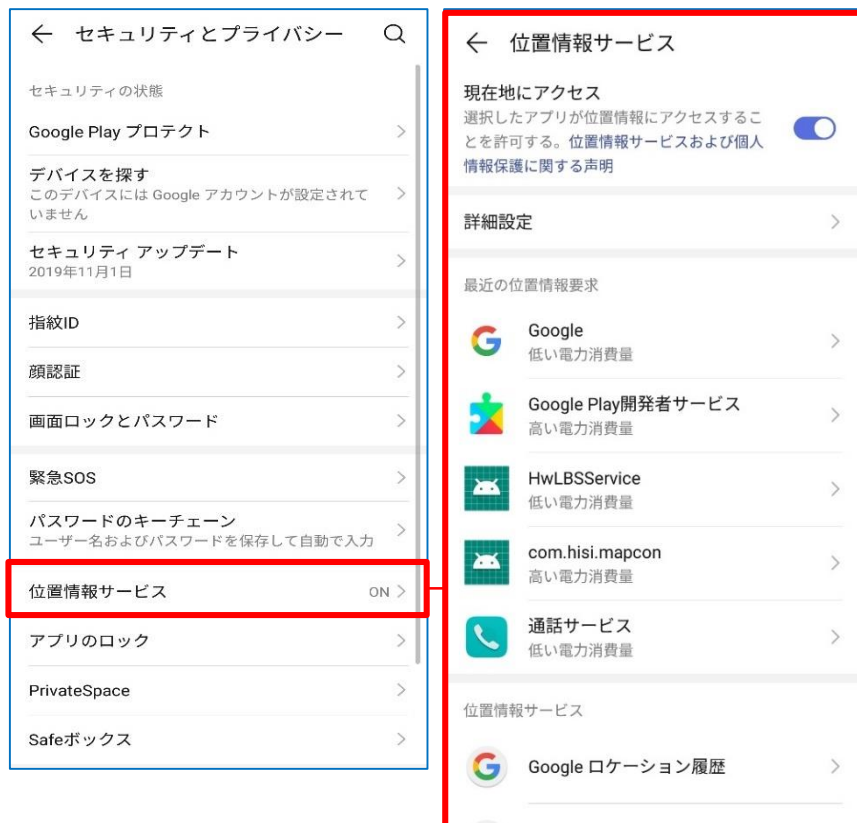 セキュリティとプライバシー
セキュリティの状態
Google Play プロテクト
デバイスを探す
このデバイスには Google アカウントが設定されて
いません
セキュリティ アップデート
2019年11月1日
指紋ID
顔認証
画面ロックとパスワード
緊急SOS
パスワードのキーチェーン
ユーザー名およびパスワードを保存して自動で入力
位置情報サービス ON
アプリのロック
PrivateSpace
Safeボックス
位置情報サービス
現在地にアクセス
選択したアプリが位置情報にアクセスするこ
とを許可する。位置情報サービスおよび個人
情報保護に関する声明
詳細設定
最近の位置情報要求
Google
低い電力消費量
Google Play開発者サービス
高い電力消費量
HwLBSService
低い電力消費量
com.hisi.mapcon
高い電力消費量
通話サービス
低い電力消費量
位置情報サービス
Google ロケーション履歴